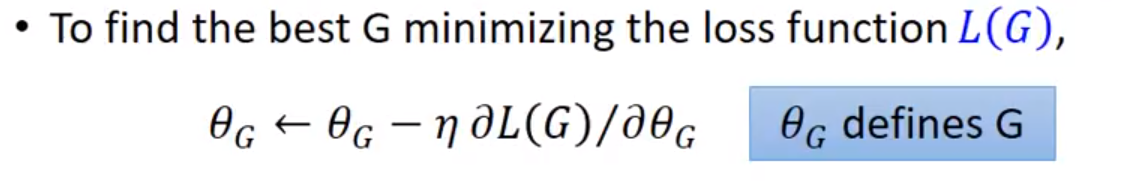 • To find the best G minimizing the loss function L(G),
θ_G ← θ_G − η ∂L(G)/∂θ_G θ_G defines G